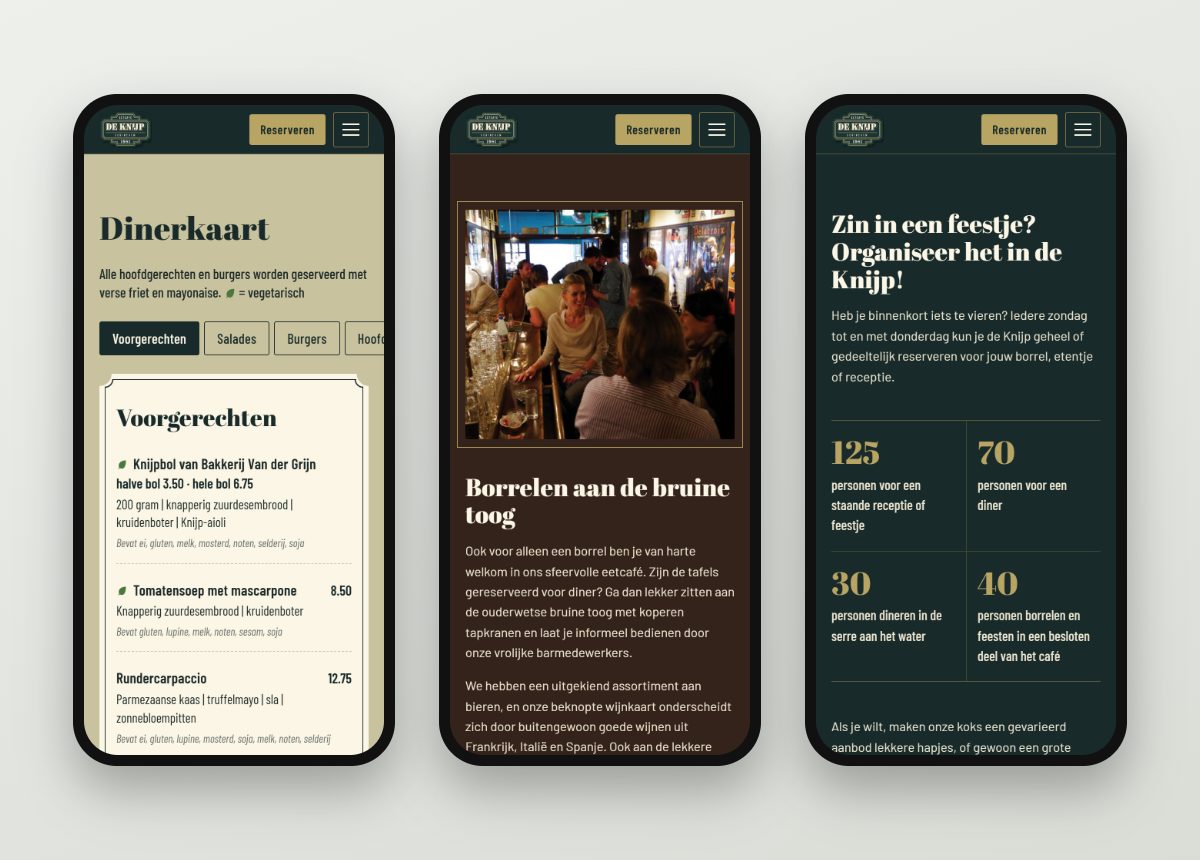 DE KNIJP
Reserveren
Dinerkaart
Alle hoofdgerechten en burgers worden geserveerd met
verse friet en mayonaise. = vegetarisch
Voorgerechten
Salades
Burgers
Hoofd
Voorgerechten
Knijpbol van Bakkerij Van der Grijn
halve bol 3.50 · hele bol 6.75
200 gram | knapperig zuurdesembrood |
kruidenboter | Knijp-aioli
Bevat ei, gluten, melk, mosterd, noten, selderij, soja
Tomatensoep met mascarpone 8.50
Knapperig zuurdesembrood | kruidenboter
Bevat gluten, lupine, melk, noten, sesam, soja
Rundercarpaccio 12.75
Parmezaanse kaas | truffelmayo | sla |
zonnebloempitten
Bevat ei, gluten, lupine, mosterd, soja, melk, noten, selderij
DE KNIJP
Reserveren
Borrelen aan de bruine
toog
Ook voor alleen een borrel ben je van harte
welkom in ons sfeervolle eetcafé. Zijn de tafels
gereserveerd voor diner? Ga dan lekker zitten aan
de ouderwetse bruine toog met koperen
tapkranen en laat je informeel bedienen door
onze vrolijke barmedewerkers.
We hebben een uitgekiend assortiment aan
bieren, en onze beknopte wijnkaart onderscheidt
zich door buitengewoon goede wijnen uit
Frankrijk, Italië en Spanje. Ook aan de lekkere
DE KNIJP
Reserveren
Zin in een feestje?
Organiseer het in de
Knijp!
Heb je binnenkort iets te vieren? Iedere zondag
tot en met donderdag kun je de Knijp geheel of
gedeeltelijk reserveren voor jouw borrel, etentje
of receptie.
125
personen voor een
staande receptie of
feestje
70
personen voor een
diner
30
personen dineren in de
serre aan het water
40
personen borrelen en
feesten in een besloten
deel van het café
Als je wilt, maken onze koks een gevarieerd
aanbod lekkere hapjes, of gewoon een grote